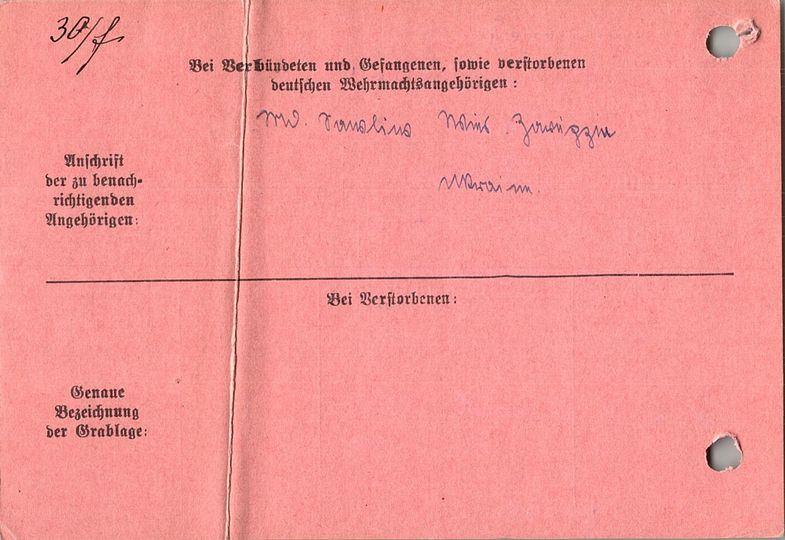 30/f
Bei Verbündeten und Gefangenen, sowie verstorbenen
deutschen Wehrmachtsangehörigen:
Anschrift
der zu benach-
richtigenden
Angehörigen:
Ukraine.
Bei Verstorbenen:
Genaue
Bezeichnung
der Grablage: